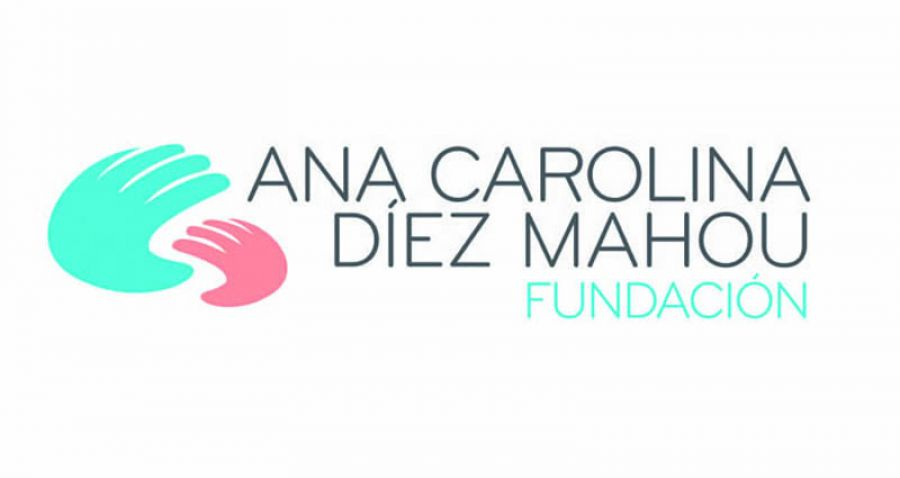 ANA CAROLINA
DÍEZ MAHOU
FUNDACIÓN